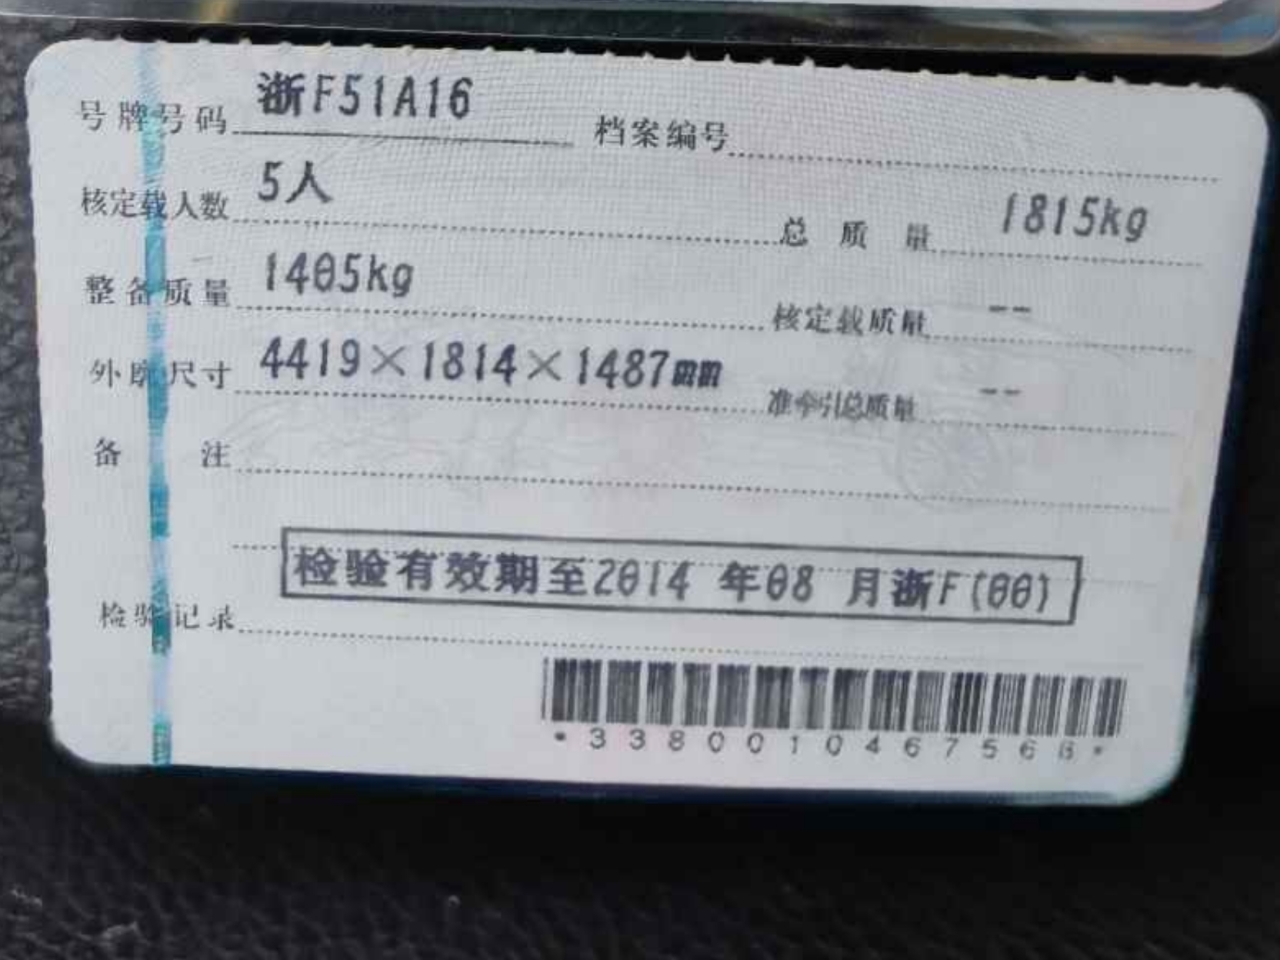 号牌号码 浙F51A16 档案编号
核定载人数 5人 总质量 1815kg
整备质量 1405kg 核定载质量 --
外廓尺寸 4419×1814×1487mm 准牵引总质量 --
备注
检验有效期至2014 年08 月浙F(00)
检验记录
*3380010467568*